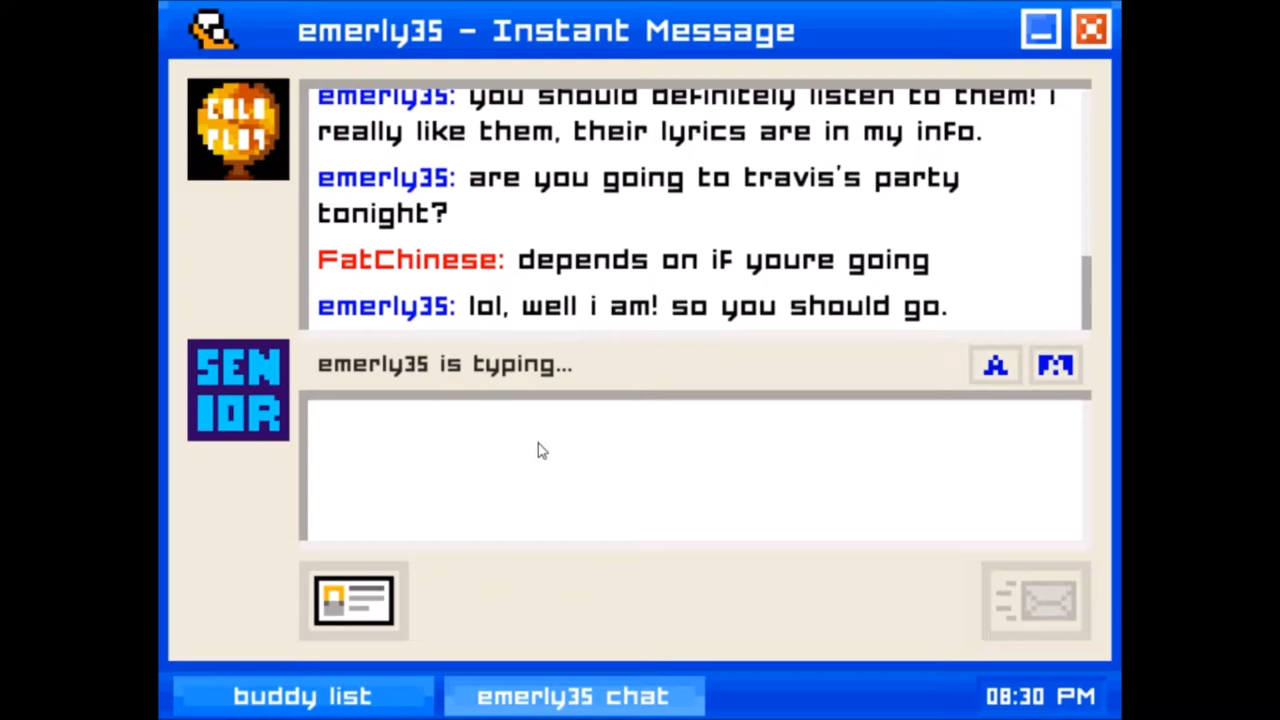 emerly35 - Instant Message
COLD
PLAY
emerly35: you should definitely listen to them! i
really like them, their lyrics are in my info.
emerly35: are you going to travis's party
tonight?
FatChinese: depends on if youre going
emerly35: lol, well i am! so you should go.
SEN
IOR
emerly35 is typing...
A
A
buddy list
emerly35 chat
08:30 PM